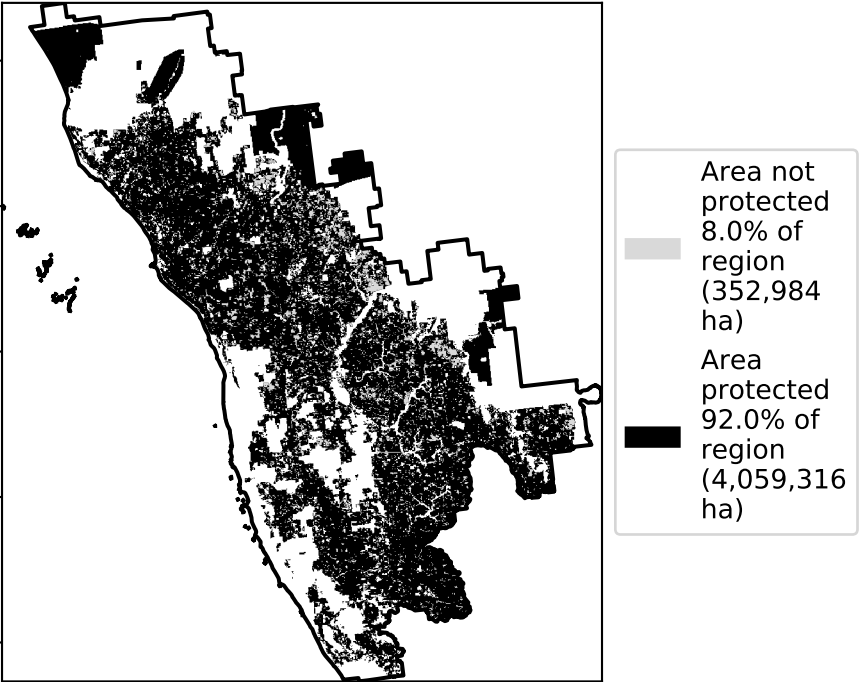 Area not
protected
8.0% of
region
(352,984
ha)
Area
protected
92.0% of
region
(4,059,316
ha)